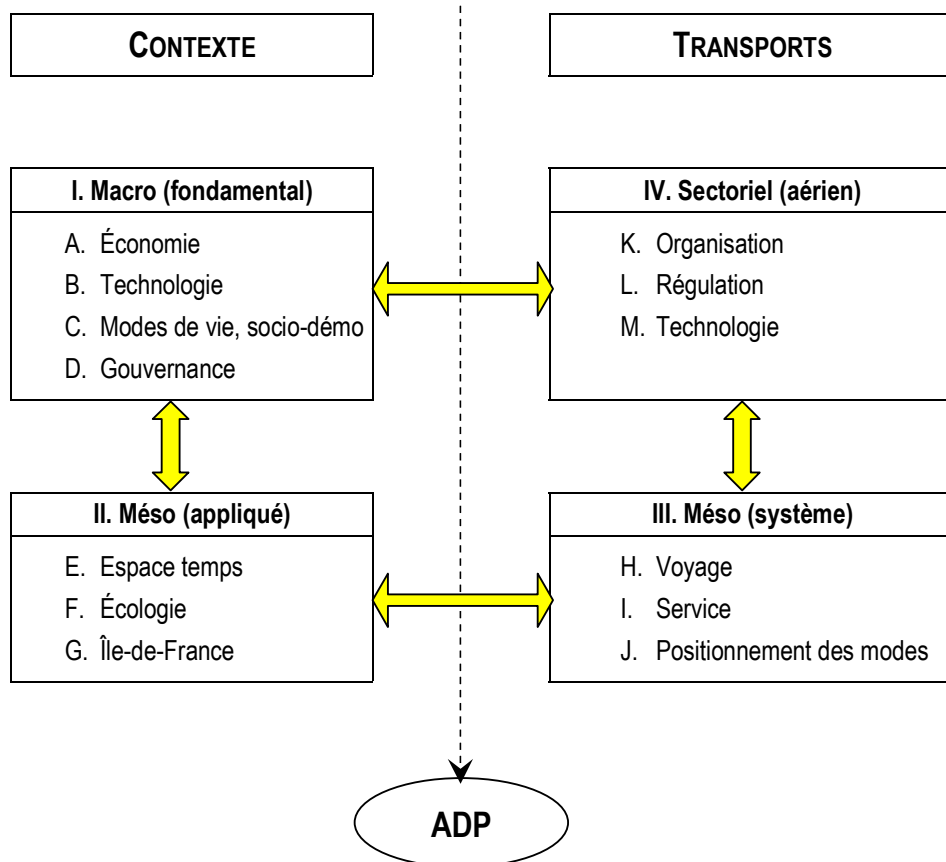 CONTEXTE
TRANSPORTS
I. Macro (fondamental)
A. Économie
B. Technologie
C. Modes de vie, socio-démo
D. Gouvernance
IV. Sectoriel (aérien)
K. Organisation
L. Régulation
M. Technologie
II. Méso (appliqué)
E. Espace temps
F. Écologie
G. Île-de-France
III. Méso (système)
H. Voyage
I. Service
J. Positionnement des modes
ADP